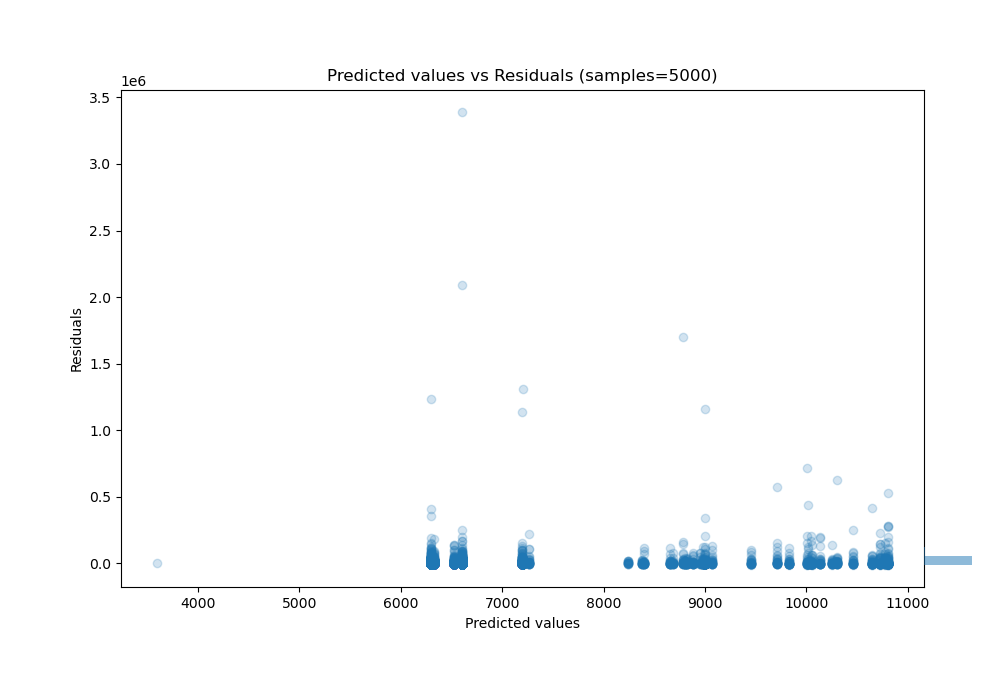 Predicted values vs Residuals (samples=5000)
1e6
3.5
3.0
2.5
2.0
1.5
1.0
0.5
0.0
Residuals
4000 5000 6000 7000 8000 9000 10000 11000
Predicted values